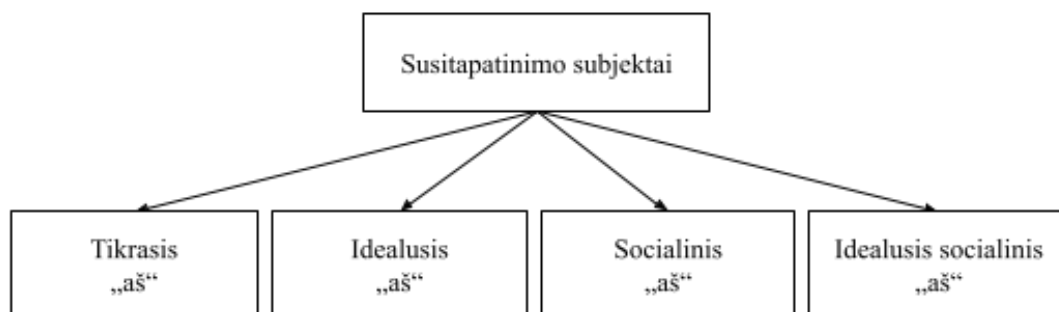 Susitapatinimo subjektai
Tikrasis
„aš“
Idealusis
„aš“
Socialinis
„aš“
Idealusis socialinis
„aš“